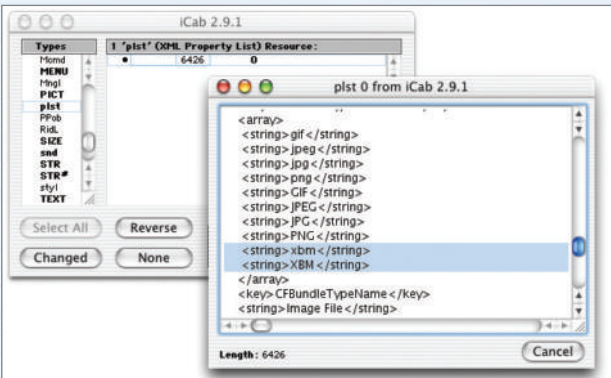 iCab 2.9.1
Types
1 'plst' (XML Property List) Resource:
Momd
MENU
Mngl
PICT
plst
PPob
RidL
SIZE
snd
STR
STR#
styl
TEXT
• 6426 0
Select All
Reverse
Changed
None
plst 0 from iCab 2.9.1
<array>
<string>gif</string>
<string>jpeg</string>
<string>jpg</string>
<string>png</string>
<string>GIF</string>
<string>JPEG</string>
<string>JPG</string>
<string>PNG</string>
<string>xbm</string>
<string>XBM</string>
</array>
<key>CFBundleTypeName</key>
<string>Image File</string>
Length: 6426
Cancel